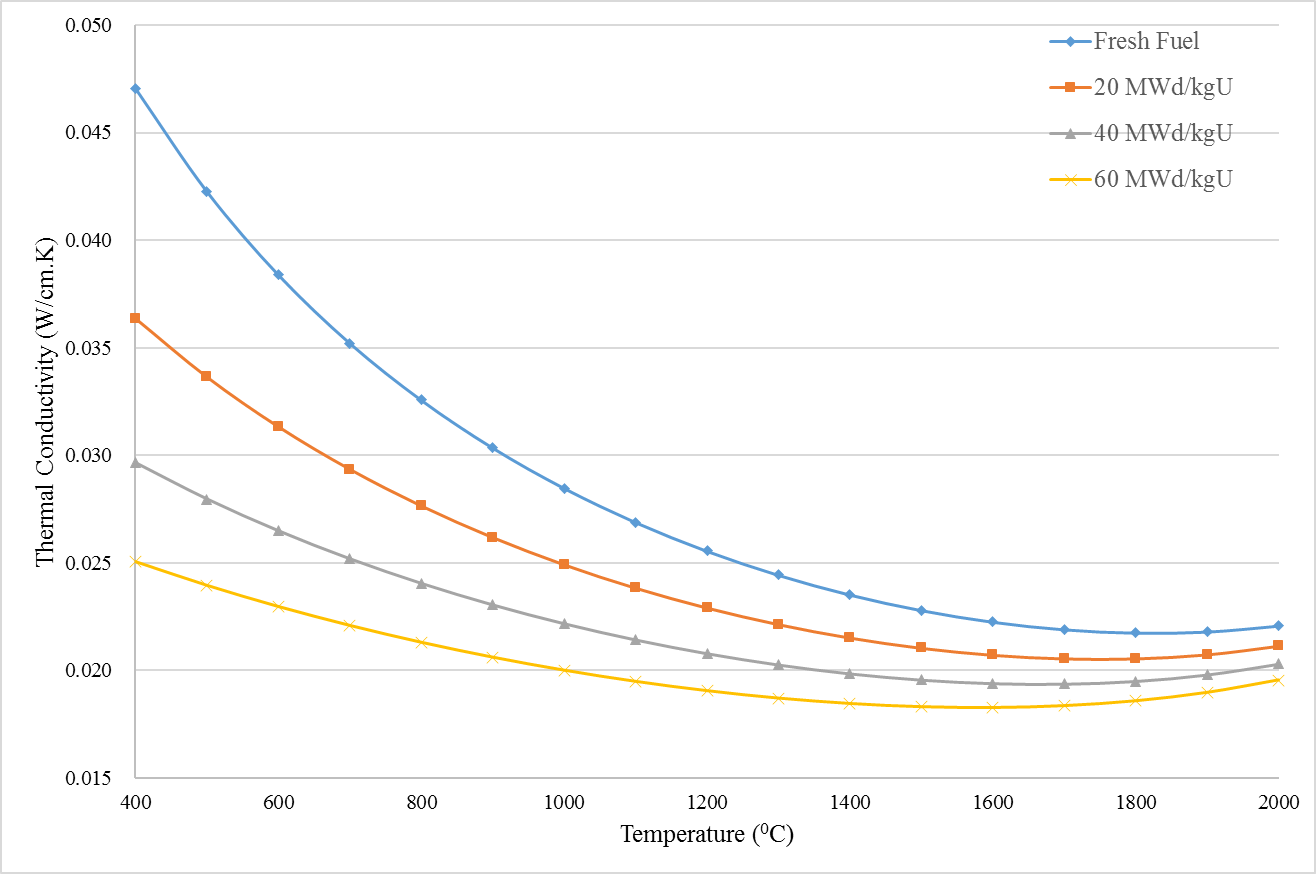 0.050
0.045
0.040
0.035
0.030
0.025
0.020
0.015
Thermal Conductivity (W/cm.K)
Fresh Fuel
20 MWd/kgU
40 MWd/kgU
60 MWd/kgU
400 600 800 1000 1200 1400 1600 1800 2000
Temperature (⁰C)